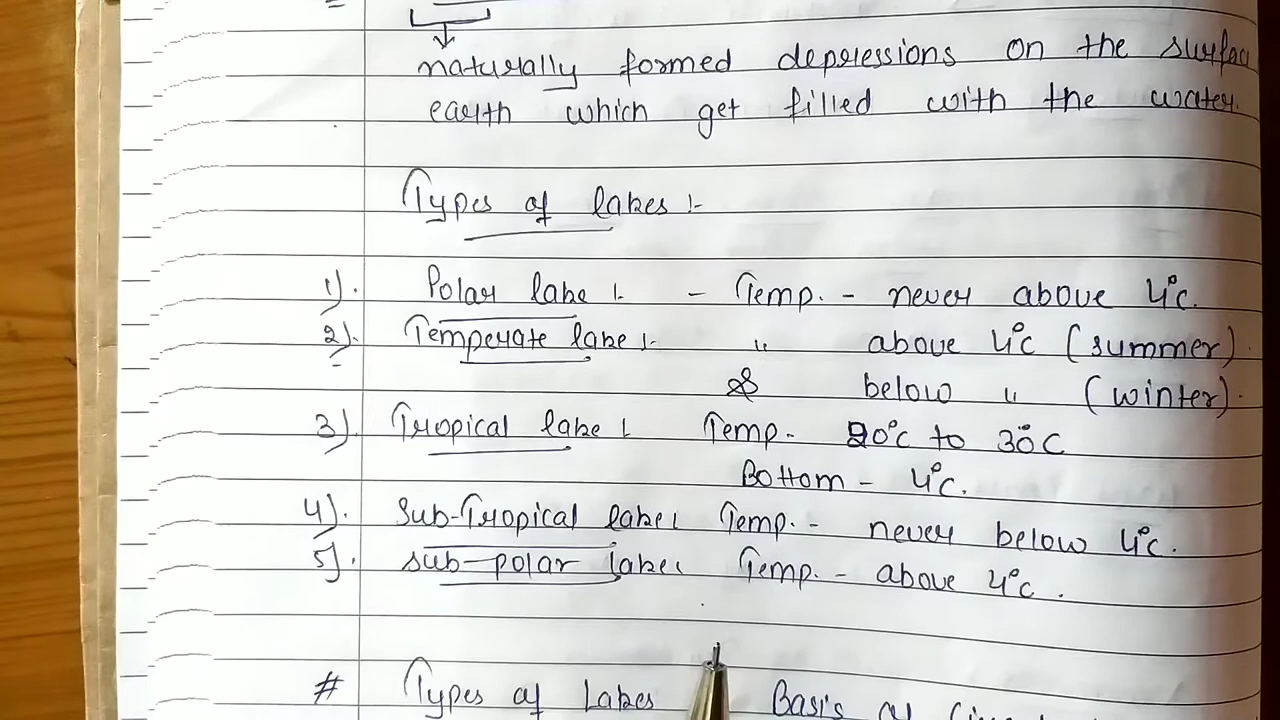 naturally formed depressions on the surfac
earth which get filled with the water.
Types of lakes :-
1). Polar lake :- - Temp. - never above 4°c.
2). Temperate lake :- " above 4°c (summer).
& below " (winter).
3). Tropical lake :- Temp. 20°c to 30°C
Bottom - 4°c.
4). Sub-Tropical lake: Temp. - never below 4°c.
5). sub-polar lake: Temp. - above 4°c.
# Types of Lakes Basis of